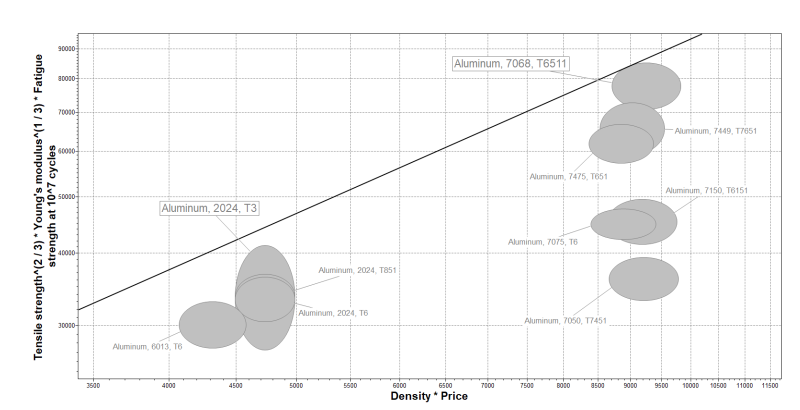 Tensile strength^(2 / 3) * Young's modulus^(1 / 3) * Fatigue
strength at 10^7 cycles
90000
80000
70000
60000
50000
40000
30000
Aluminum, 7068, T6511
Aluminum, 7449, T7651
Aluminum, 7475, T651
Aluminum, 7150, T6151
Aluminum, 2024, T3
Aluminum, 7075, T6
Aluminum, 2024, T851
Aluminum, 2024, T6
Aluminum, 7050, T7451
Aluminum, 6013, T6
3500 4000 4500 5000 6000 6500 7000 7500 8000 8500 9000 9500 10000 10500 11000 11500
Density * Price